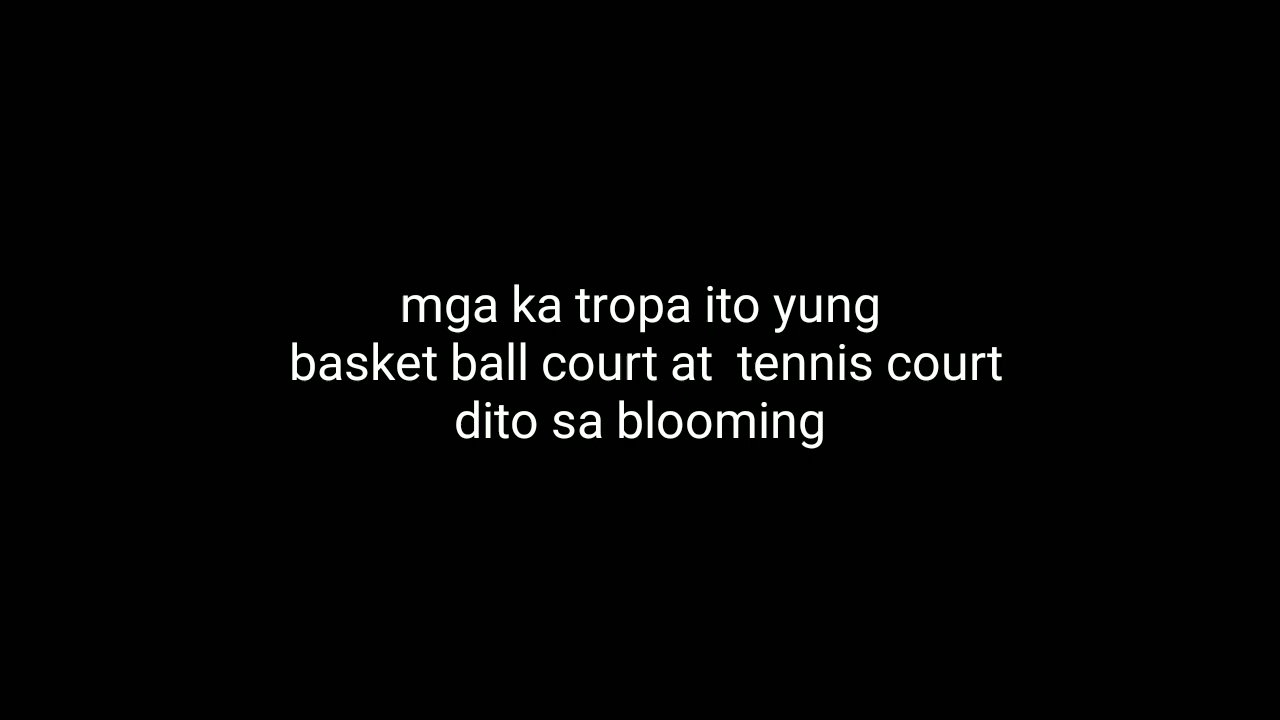 mga ka tropa ito yung
basket ball court at  tennis court
dito sa blooming